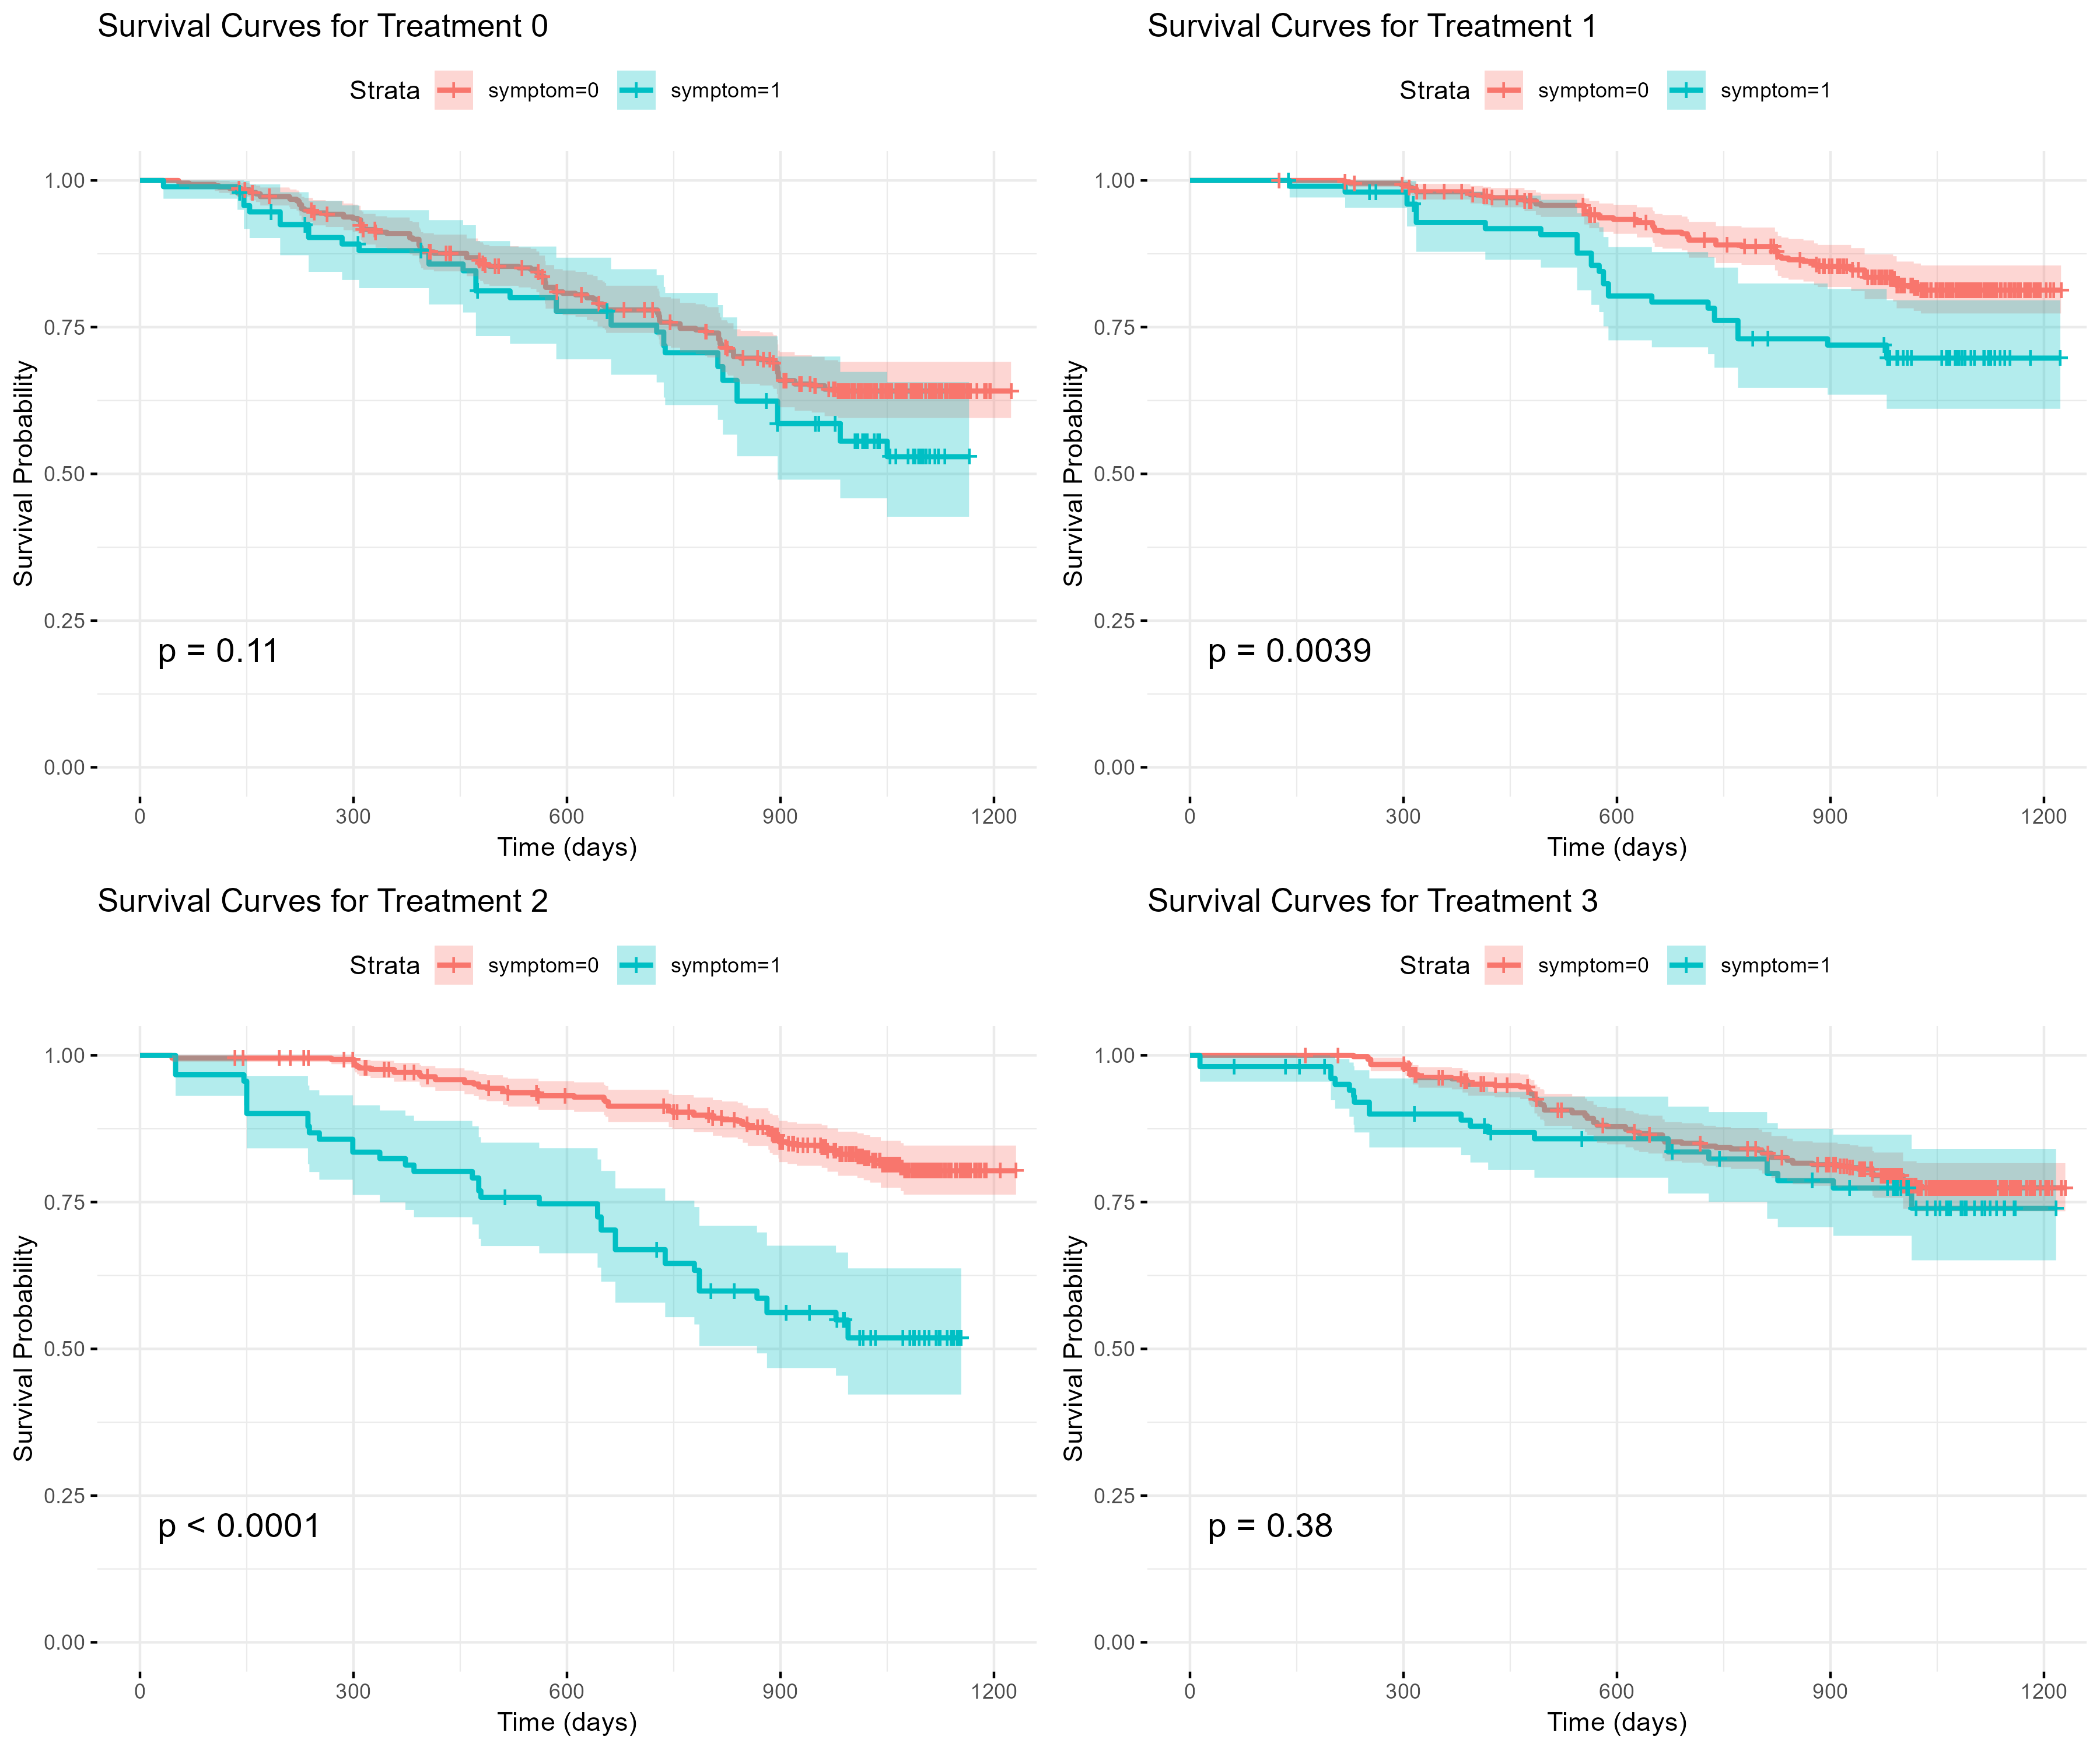 Survival Curves for Treatment 0
Strata symptom=0 symptom=1
1.00
0.75
0.50
0.25
0.00
Survival Probability
p = 0.11
0 300 600 900 1200
Time (days)
Survival Curves for Treatment 1
Strata symptom=0 symptom=1
1.00
0.75
0.50
0.25
0.00
Survival Probability
p = 0.0039
0 300 600 900 1200
Time (days)
Survival Curves for Treatment 2
Strata symptom=0 symptom=1
1.00
0.75
0.50
0.25
0.00
Survival Probability
p < 0.0001
0 300 600 900 1200
Time (days)
Survival Curves for Treatment 3
Strata symptom=0 symptom=1
1.00
0.75
0.50
0.25
0.00
Survival Probability
p = 0.38
0 300 600 900 1200
Time (days)